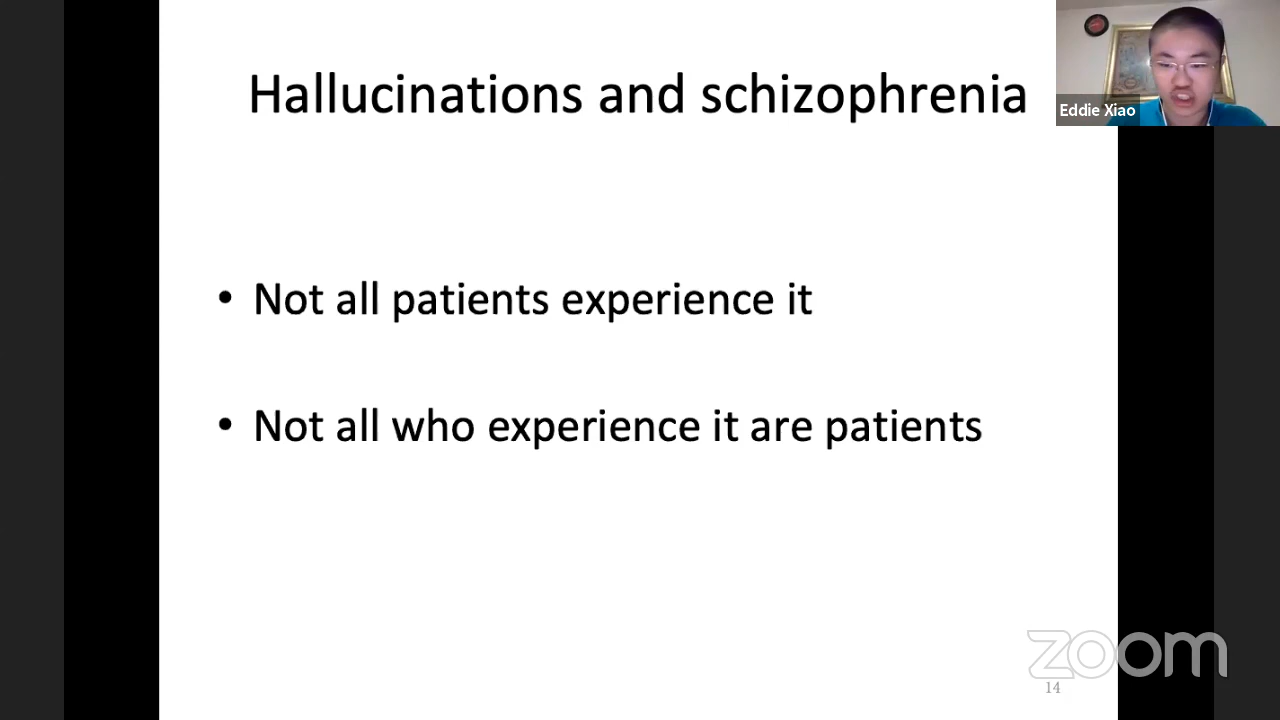 Hallucinations and schizophrenia
Eddie Xiao
• Not all patients experience it
• Not all who experience it are patients
zoom
14